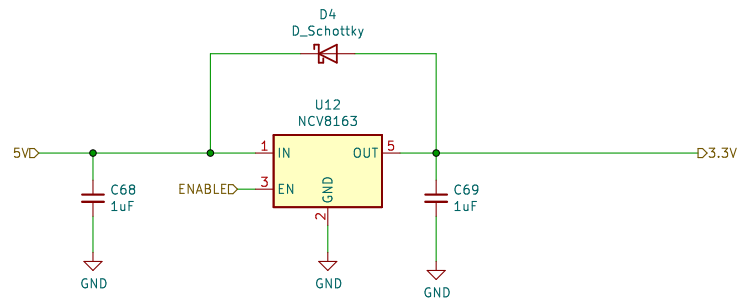 D4
D_Schottky
U12
NCV8163
5V
1
IN
OUT
5
3.3V
ENABLE
3
EN
GND
2
C68
1uF
C69
1uF
GND
GND
GND